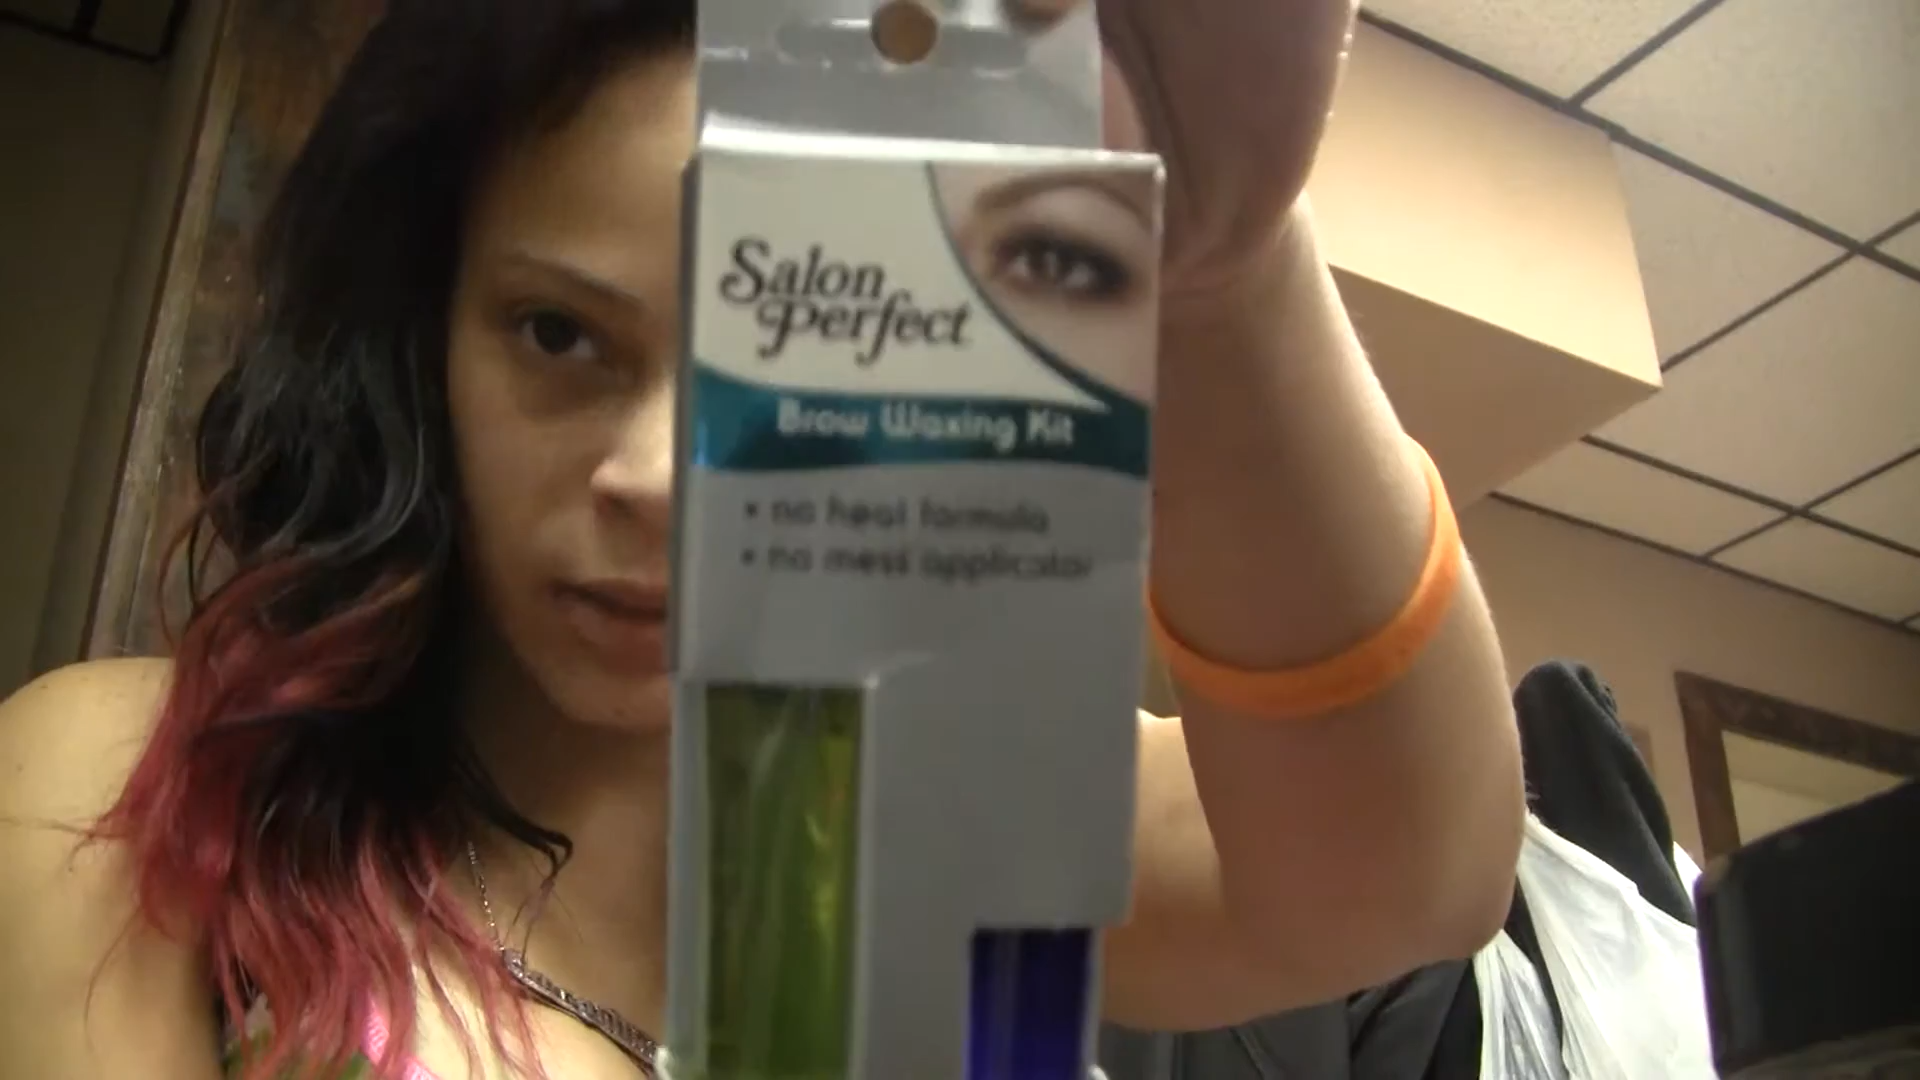 Salon
Perfect
Brow Waxing Kit
• no heat formula
• no mess applicator